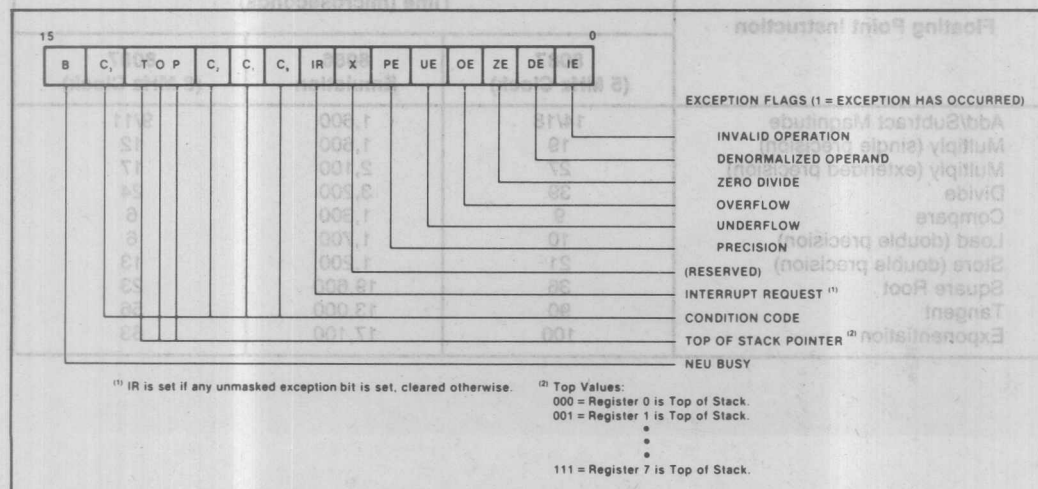 15 0
B C₃ T O P C₂ C₁ C₀ IR X PE UE OE ZE DE IE
EXCEPTION FLAGS (1 = EXCEPTION HAS OCCURRED)
INVALID OPERATION
DENORMALIZED OPERAND
ZERO DIVIDE
OVERFLOW
UNDERFLOW
PRECISION
(RESERVED)
INTERRUPT REQUEST (1)
CONDITION CODE
TOP OF STACK POINTER (2)
NEU BUSY
(1) IR is set if any unmasked exception bit is set, cleared otherwise.
(2) Top Values:
000 = Register 0 is Top of Stack.
001 = Register 1 is Top of Stack.
•
•
•
111 = Register 7 is Top of Stack.